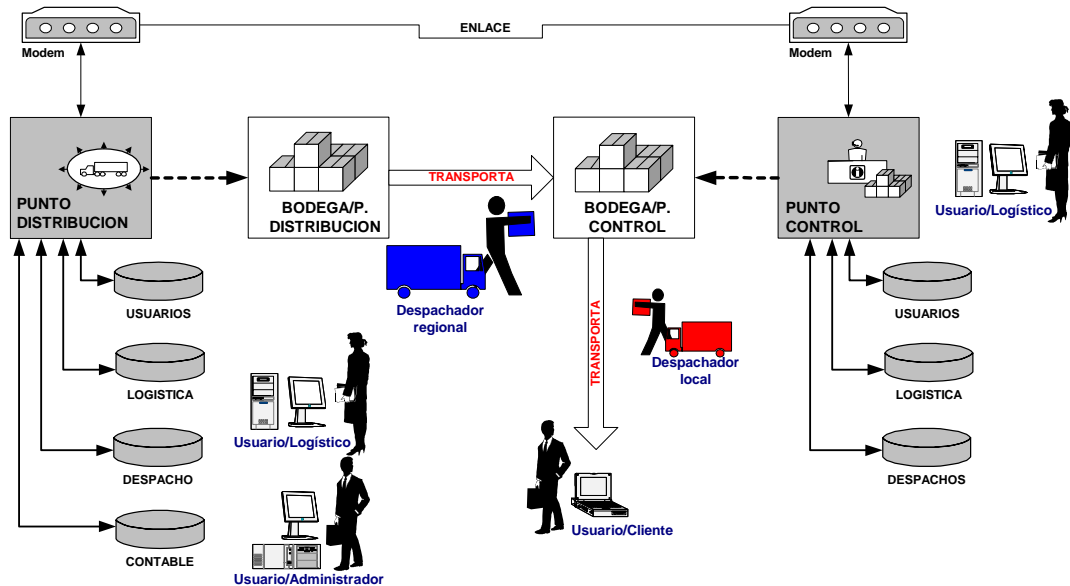 ENLACE
Modem
Modem
PUNTO
DISTRIBUCION
BODEGA/P.
DISTRIBUCION
TRANSPORTA
BODEGA/P.
CONTROL
PUNTO
CONTROL
Usuario/Logístico
Despachador
regional
TRANSPORTA
Despachador
local
USUARIOS
LOGISTICA
DESPACHO
CONTABLE
Usuario/Logístico
Usuario/Administrador
Usuario/Cliente
USUARIOS
LOGISTICA
DESPACHOS